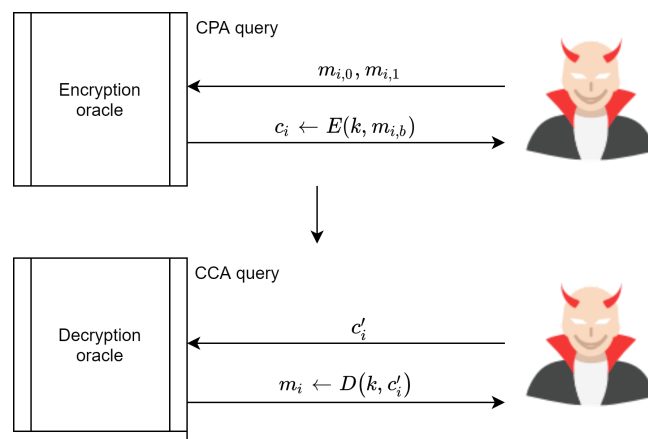 CPA query
Encryption
oracle
m_{i,0}, m_{i,1}
c_i ← E(k, m_{i,b})
CCA query
Decryption
oracle
c'_i
m_i ← D(k, c'_i)